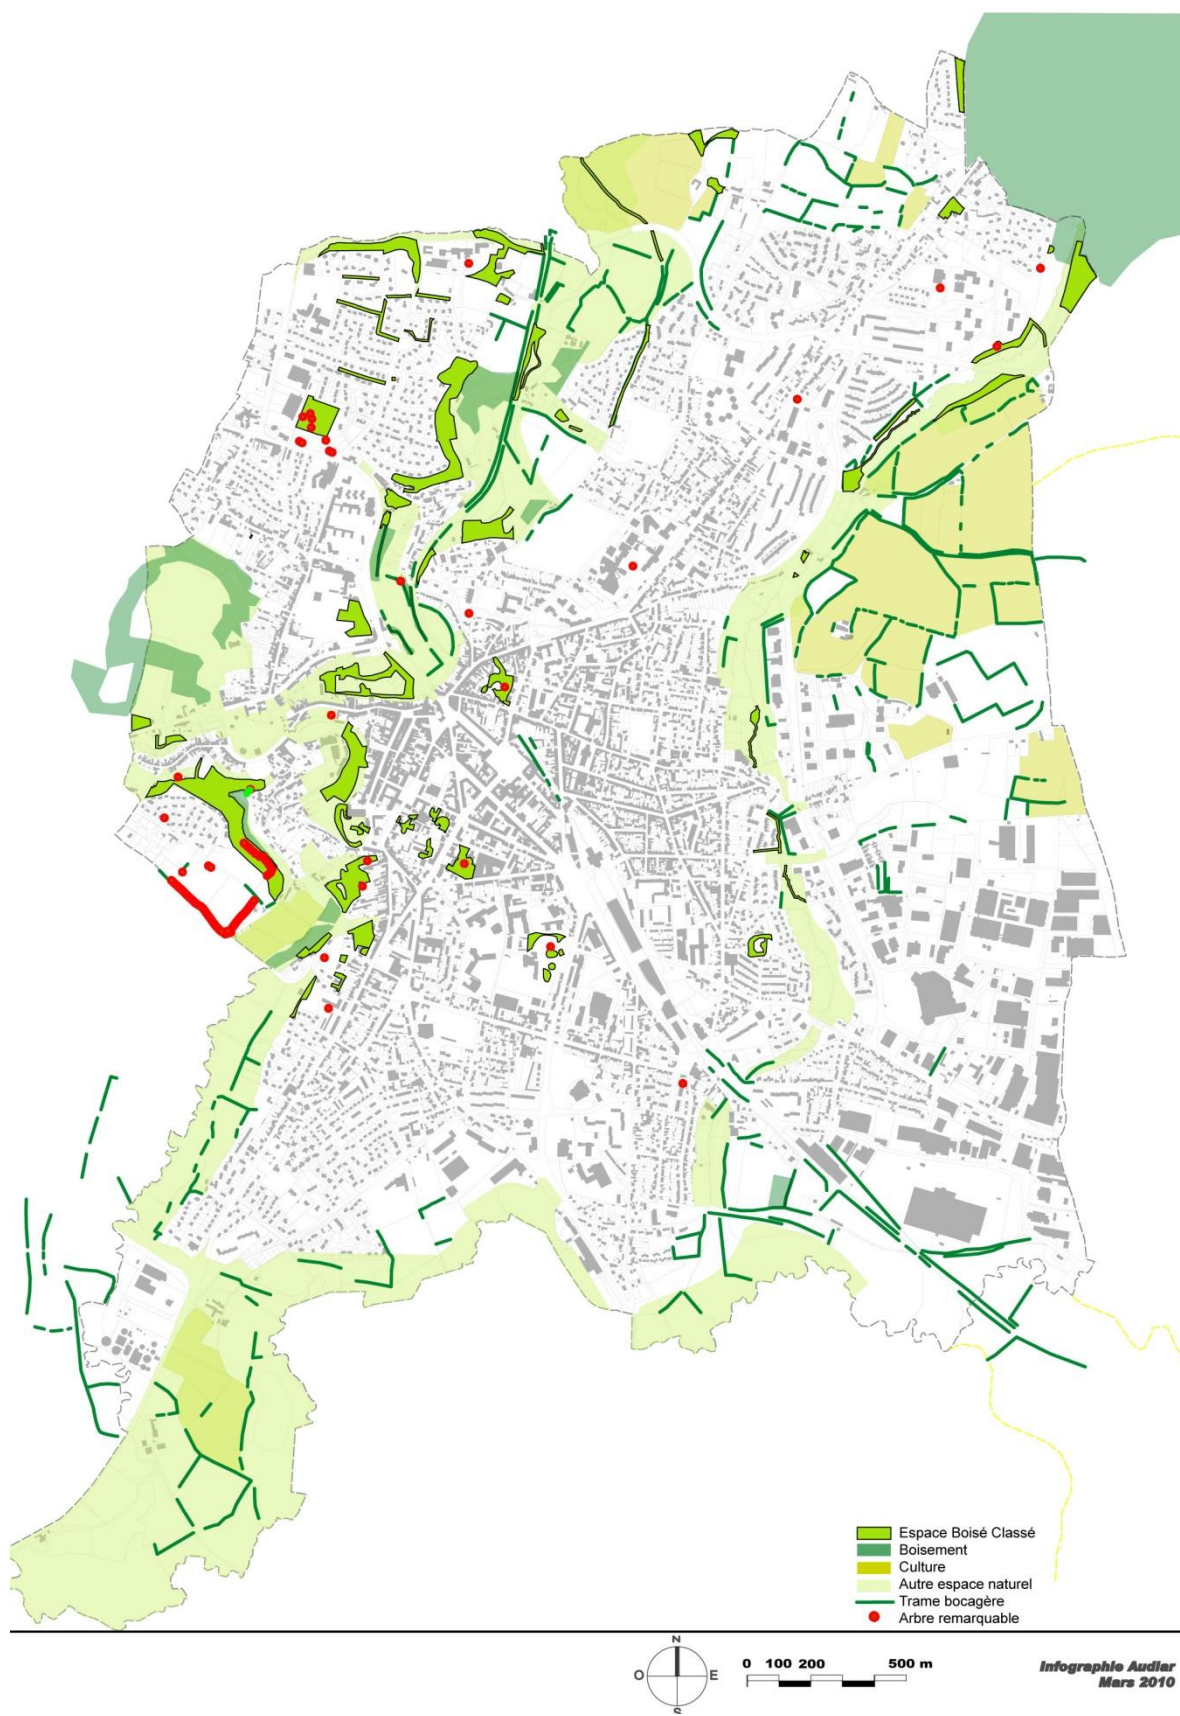 Espace Boisé Classé
Boisement
Culture
Autre espace naturel
Trame bocagère
Arbre remarquable
N
O E
S
0 100 200 500 m
Infographie Audiar
Mars 2010